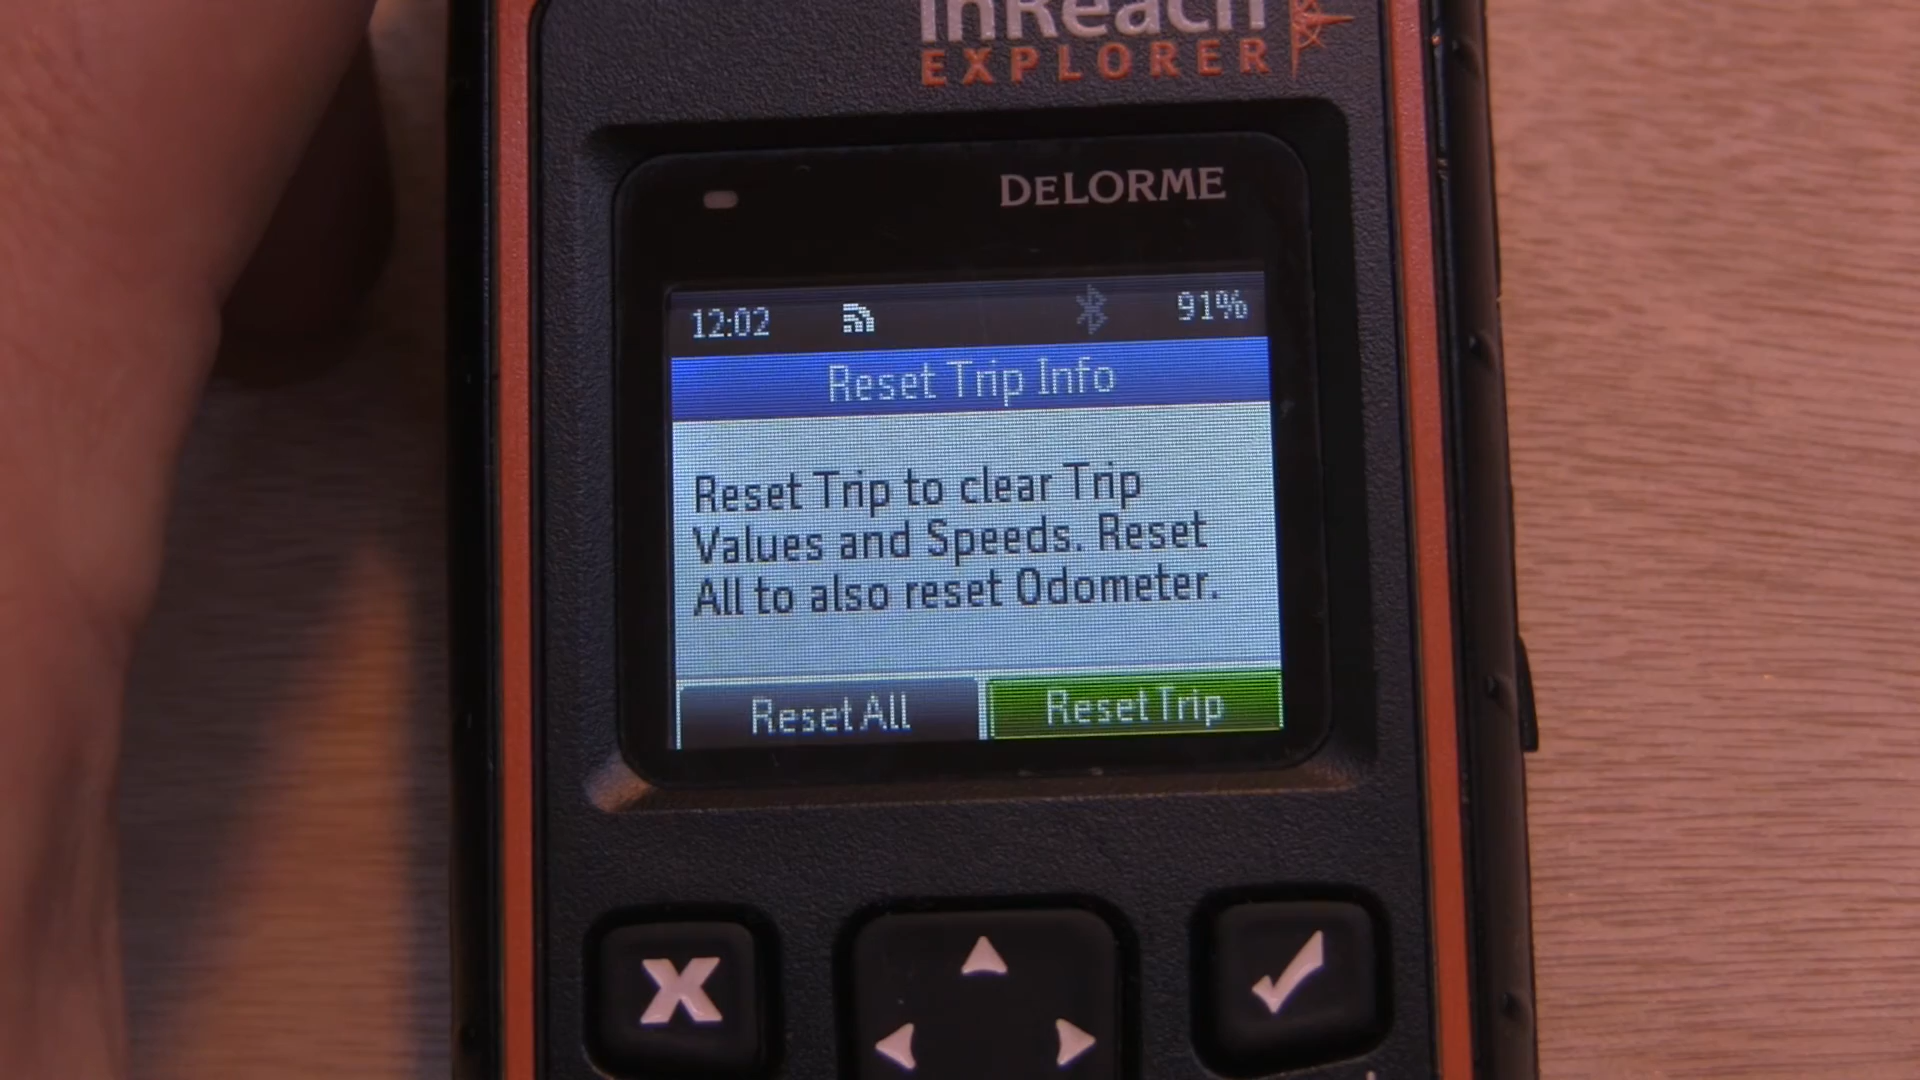 inReach
EXPLORER
DELORME
12:02 91%
Reset Trip Info
Reset Trip to clear Trip
Values and Speeds. Reset
All to also reset Odometer.
Reset All Reset Trip